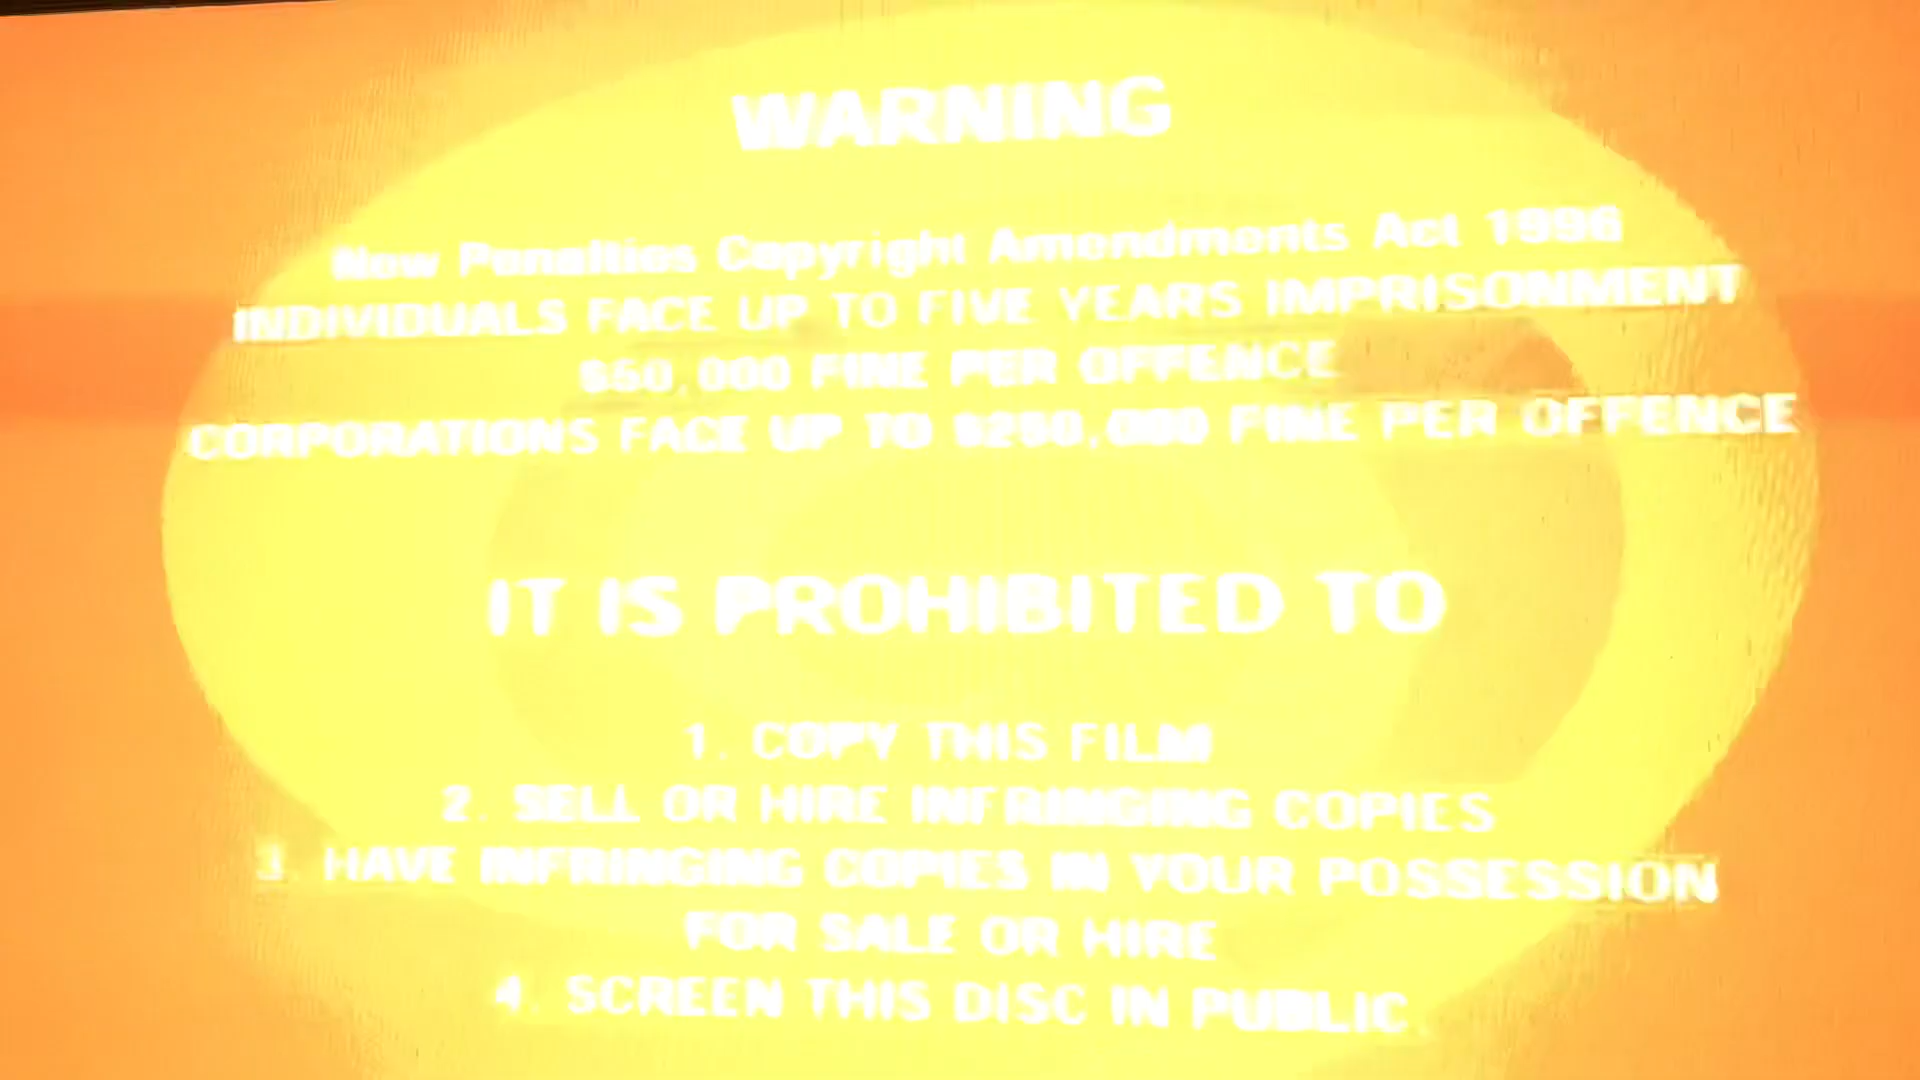 WARNING
New Penalties Copyright Amendments Act 1996
INDIVIDUALS FACE UP TO FIVE YEARS IMPRISONMENT
$50,000 FINE PER OFFENCE
CORPORATIONS FACE UP TO $250,000 FINE PER OFFENCE
IT IS PROHIBITED TO
1. COPY THIS FILM
2. SELL OR HIRE INFRINGING COPIES
3. HAVE INFRINGING COPIES IN YOUR POSSESSION
FOR SALE OR HIRE
4. SCREEN THIS DISC IN PUBLIC